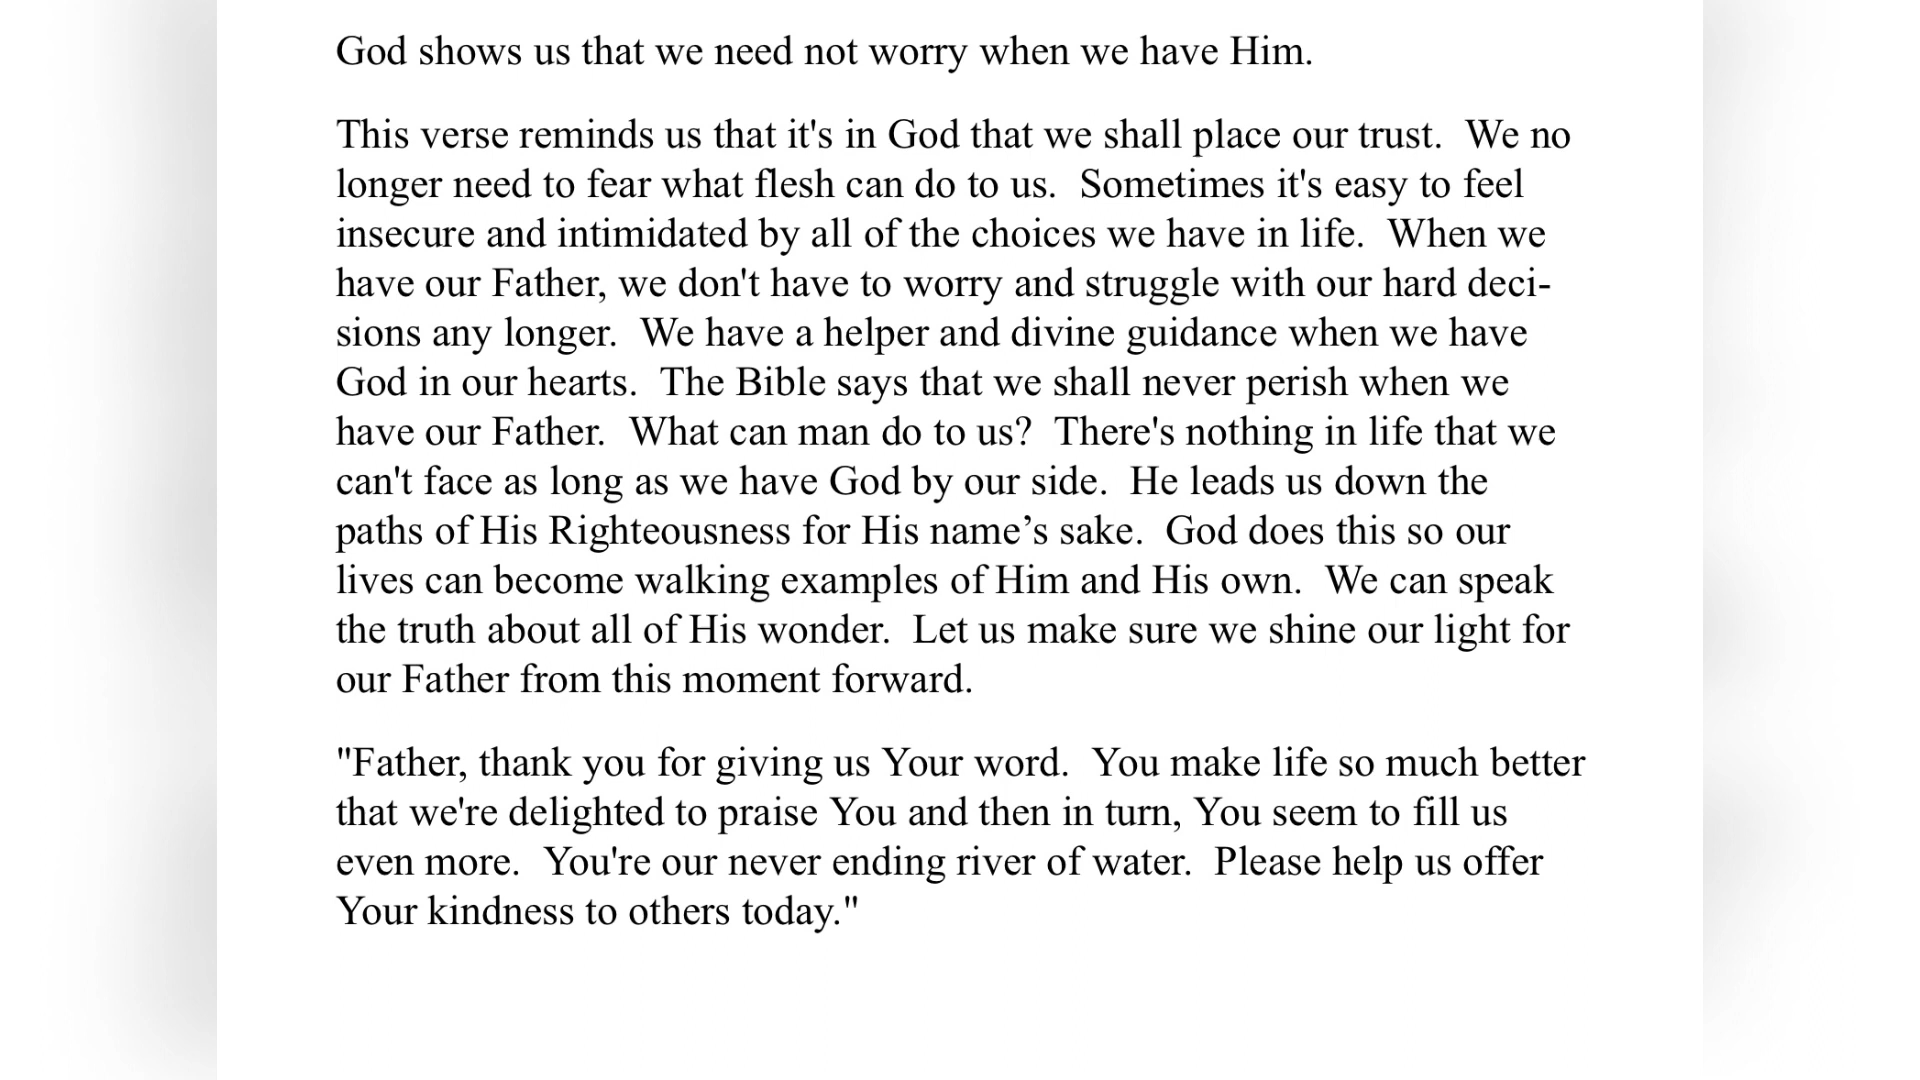 God shows us that we need not worry when we have Him.
This verse reminds us that it's in God that we shall place our trust.  We no
longer need to fear what flesh can do to us.  Sometimes it's easy to feel
insecure and intimidated by all of the choices we have in life.  When we
have our Father, we don't have to worry and struggle with our hard deci-
sions any longer.  We have a helper and divine guidance when we have
God in our hearts.  The Bible says that we shall never perish when we
have our Father.  What can man do to us?  There's nothing in life that we
can't face as long as we have God by our side.  He leads us down the
paths of His Righteousness for His name’s sake.  God does this so our
lives can become walking examples of Him and His own.  We can speak
the truth about all of His wonder.  Let us make sure we shine our light for
our Father from this moment forward.
"Father, thank you for giving us Your word.  You make life so much better
that we're delighted to praise You and then in turn, You seem to fill us
even more.  You're our never ending river of water.  Please help us offer
Your kindness to others today."